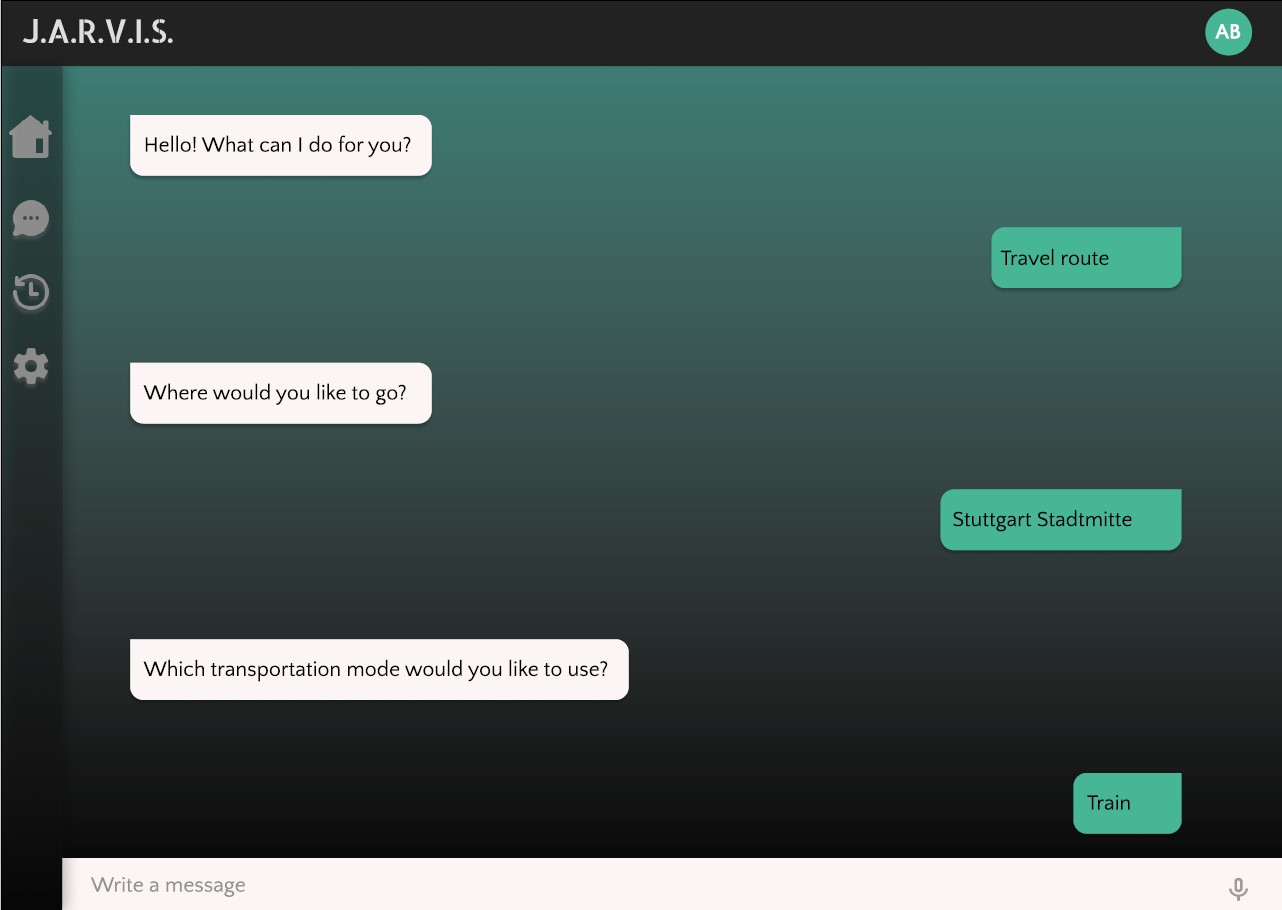 J.A.R.V.I.S.
AB
Hello! What can I do for you?
Travel route
Where would you like to go?
Stuttgart Stadtmitte
Which transportation mode would you like to use?
Train
Write a message